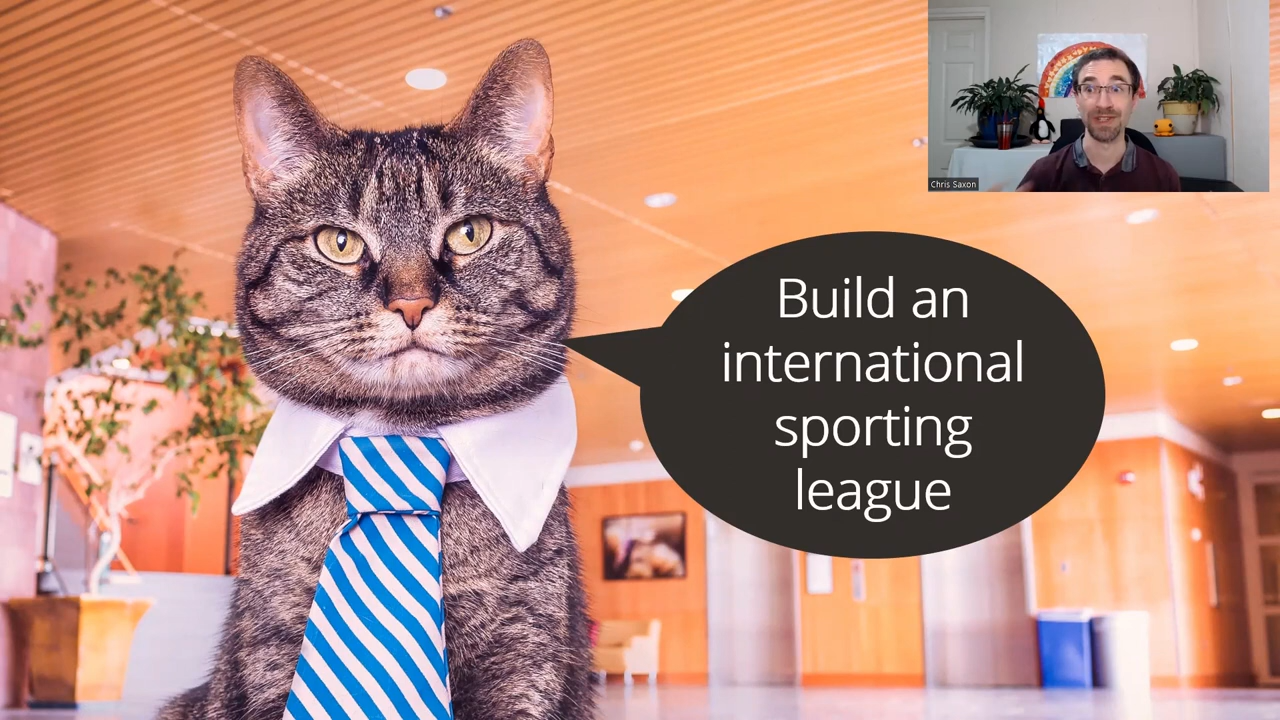 Chris Saxon
Build an
international
sporting
league